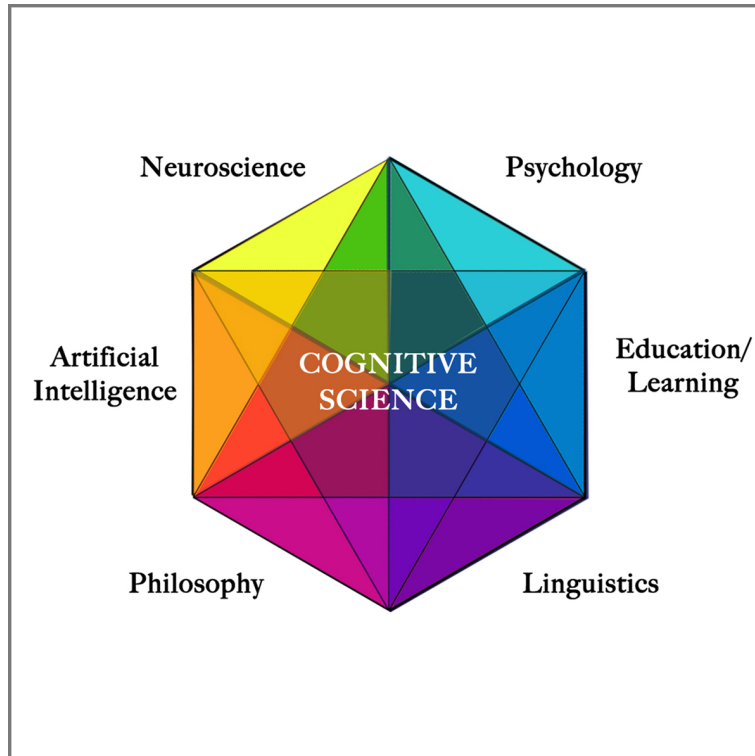 Neuroscience
Psychology
Artificial
Intelligence
COGNITIVE
SCIENCE
Education/
Learning
Philosophy
Linguistics